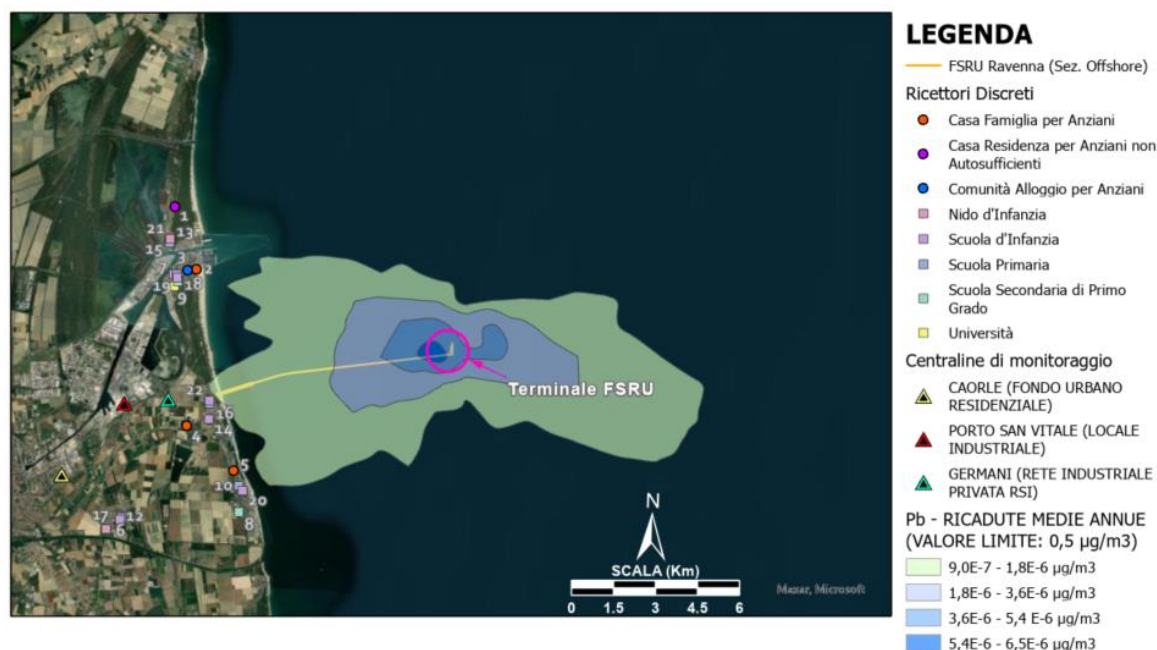 LEGENDA
FSRU Ravenna (Sez. Offshore)
Ricettori Discreti
Casa Famiglia per Anziani
Casa Residenza per Anziani non
Autosufficienti
Comunità Alloggio per Anziani
Nido d'Infanzia
Scuola d'Infanzia
Scuola Primaria
Scuola Secondaria di Primo
Grado
Università
Centraline di monitoraggio
CAORLE (FONDO URBANO
RESIDENZIALE)
PORTO SAN VITALE (LOCALE
INDUSTRIALE)
GERMANI (RETE INDUSTRIALE
PRIVATA RSI)
Pb - RICADUTE MEDIE ANNUE
(VALORE LIMITE: 0,5 µg/m3)
9,0E-7 - 1,8E-6 µg/m3
1,8E-6 - 3,6E-6 µg/m3
3,6E-6 - 5,4 E-6 µg/m3
5,4E-6 - 6,5E-6 µg/m3
1
21 13
15
3
7 2
19 18
9
Terminale FSRU
22
16
4 14
5
10
20
17 12
6 8
N
SCALA (Km)
0 1.5 3 4.5 6
Maxar, Microsoft